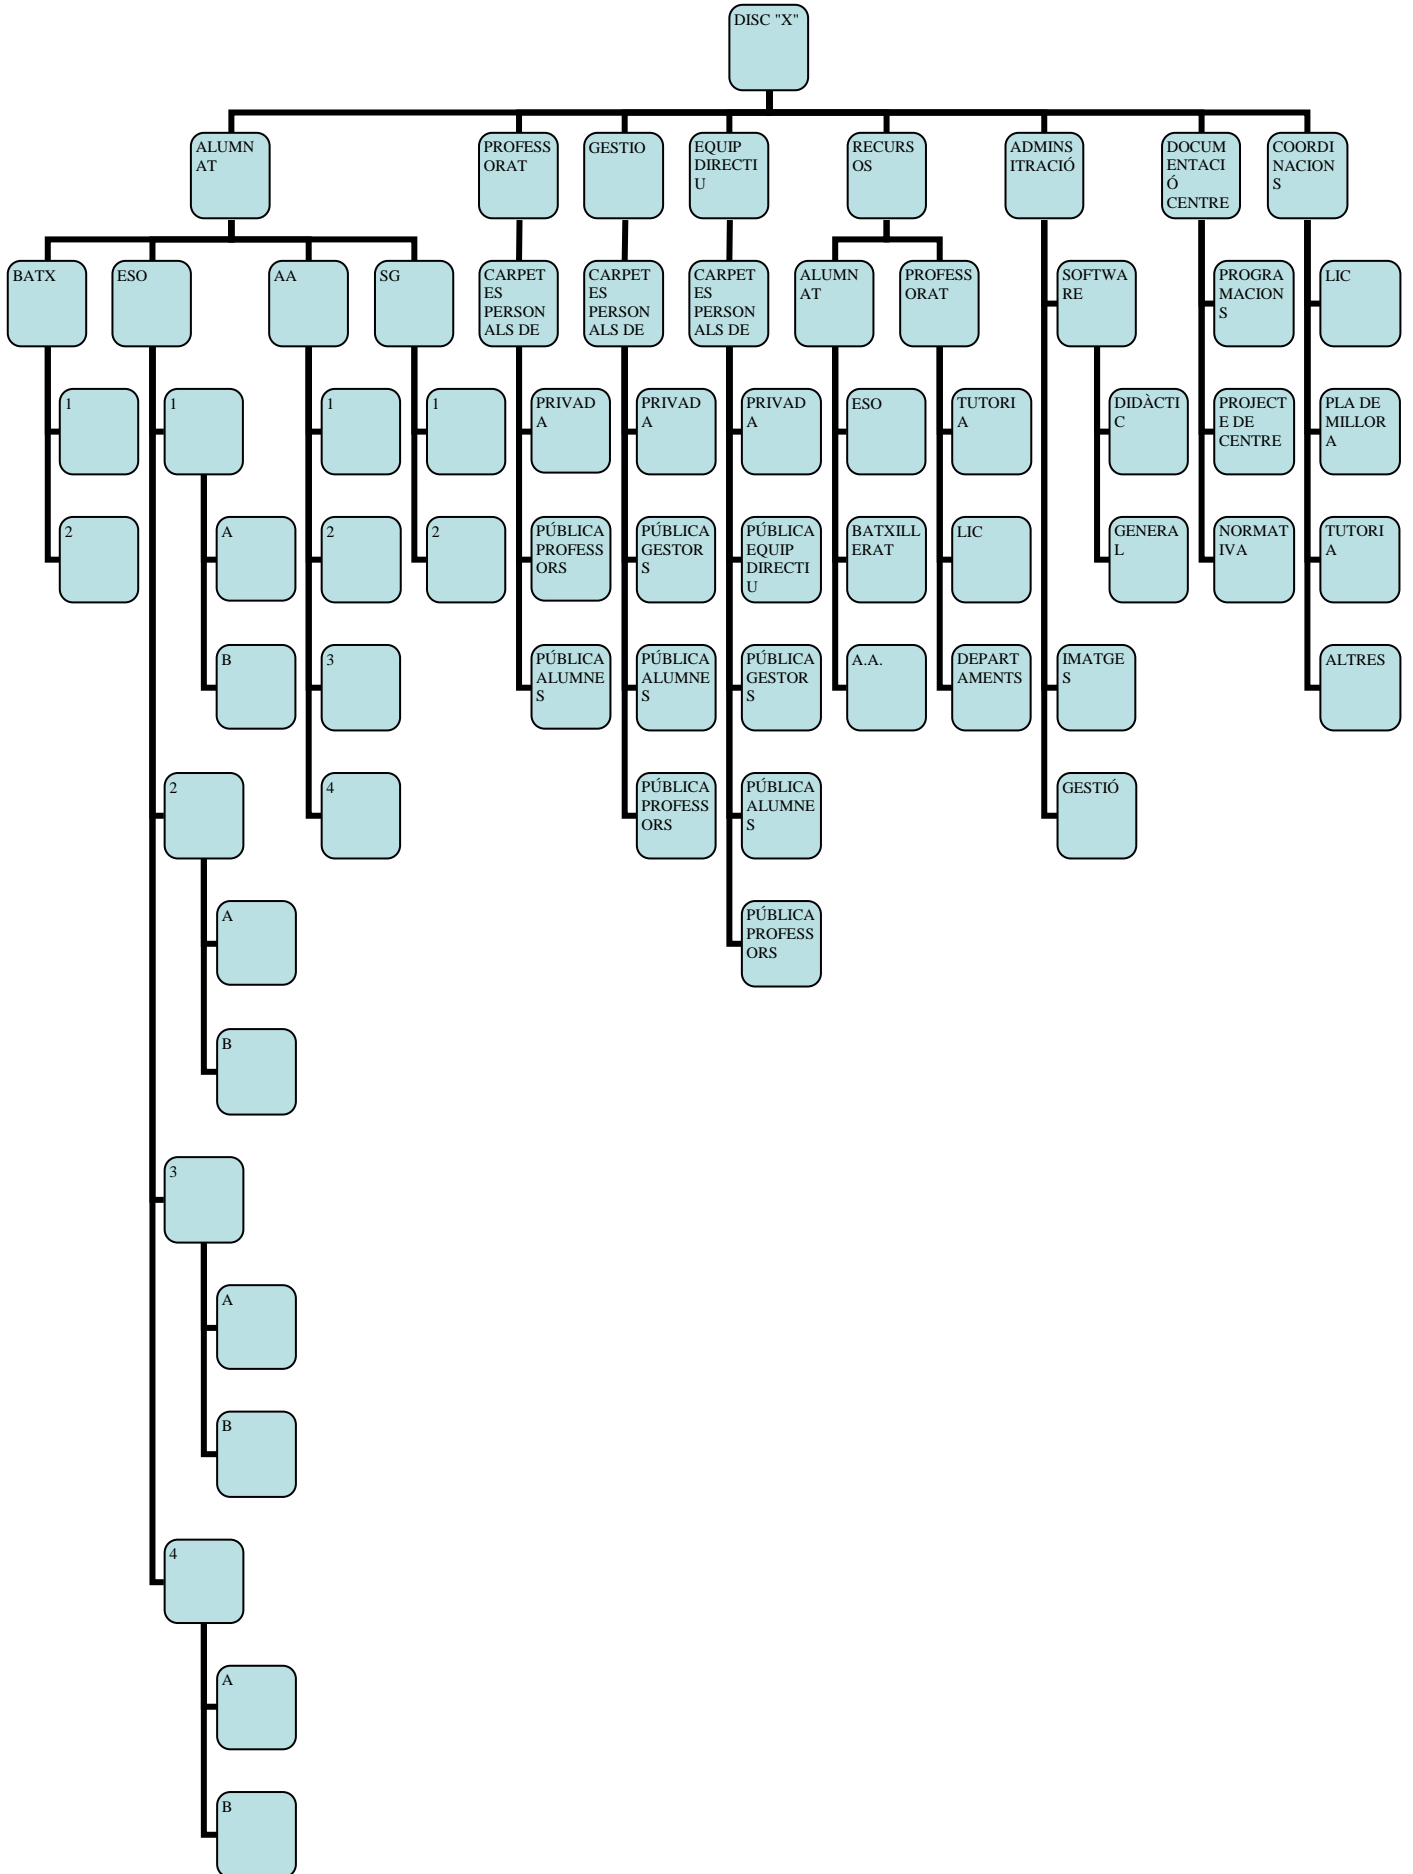 DISC "X"
ALUMN
AT
PROFESS
ORAT
GESTIO
EQUIP
DIRECTI
U
RECURS
OS
ADMINS
ITRACIÓ
DOCUM
ENTACI
Ó
CENTRE
COORDI
NACION
S
BATX
ESO
AA
SG
CARPET
ES
PERSON
ALS DE
CARPET
ES
PERSON
ALS DE
CARPET
ES
PERSON
ALS DE
ALUMN
AT
PROFESS
ORAT
SOFTWA
RE
PROGRA
MACION
S
LIC
1
1
1
1
PRIVAD
A
PRIVAD
A
PRIVAD
A
ESO
TUTORI
A
DIDÀCTI
C
PROJECT
E DE
CENTRE
PLA DE
MILLOR
A
2
A
2
2
PÚBLICA
PROFESS
ORS
PÚBLICA
GESTOR
S
PÚBLICA
EQUIP
DIRECTI
U
BATXILL
ERAT
LIC
GENERA
L
NORMAT
IVA
TUTORI
A
B
3
PÚBLICA
ALUMNE
S
PÚBLICA
ALUMNE
S
PÚBLICA
GESTOR
S
A.A.
DEPART
AMENTS
IMATGE
S
ALTRES
2
4
PÚBLICA
PROFESS
ORS
PÚBLICA
ALUMNE
S
GESTIÓ
A
PÚBLICA
PROFESS
ORS
B
3
A
B
4
A
B